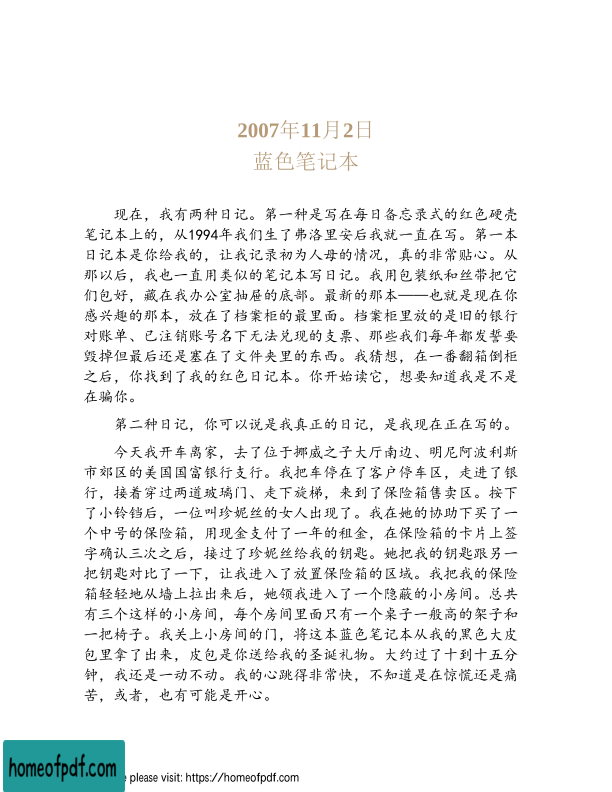 2007年11月2日
蓝色笔记本
现在，我有两种日记。第一种是写在每日备忘录式的红色硬壳
笔记本上的，从1994年我们生了弗洛里安后我就一直在写。第一本
日记本是你给我的，让我记录初为人母的情况，真的非常贴心。从
那以后，我也一直用类似的笔记本写日记。我用包装纸和丝带把它
们包好，藏在我办公室抽屉的底部。最新的那本——也就是现在你
感兴趣的那本，放在了档案柜的最里面。档案柜里放的是旧的银行
对账单、已注销账号名下无法兑现的支票、那些我们每年都发誓要
毁掉但最后还是塞在了文件夹里的东西。我猜想，在一番翻箱倒柜
之后，你找到了我的红色日记本。你开始读它，想要知道我是不是
在骗你。
第二种日记，你可以说是我真正的日记，是我现在正在写的。
今天我开车离家，去了位于挪威之子大厅南边、明尼阿波利斯
市郊区的美国国富银行支行。我把车停在了客户停车区，走进了银
行，接着穿过两道玻璃门、走下旋梯，来到了保险箱售卖区。按下
了小铃铛后，一位叫珍妮丝的女人出现了。我在她的协助下买了一
个中号的保险箱，用现金支付了一年的租金，在保险箱的卡片上签
字确认三次之后，接过了珍妮丝给我的钥匙。她把我的钥匙跟另一
把钥匙对比了一下，让我进入了放置保险箱的区域。我把我的保险
箱轻轻地从墙上拉出来后，她领我进入了一个隐蔽的小房间。总共
有三个这样的小房间，每个房间里面只有一个桌子一般高的架子和
一把椅子。我关上小房间的门，将这本蓝色笔记本从我的黑色大皮
包里拿了出来，皮包是你送给我的圣诞礼物。大约过了十到十五分
钟，我还是一动不动。我的心跳得非常快，不知道是在惊慌还是痛
苦，或者，也有可能是开心。
homeofpdf.com
e please visit: https://homeofpdf.com